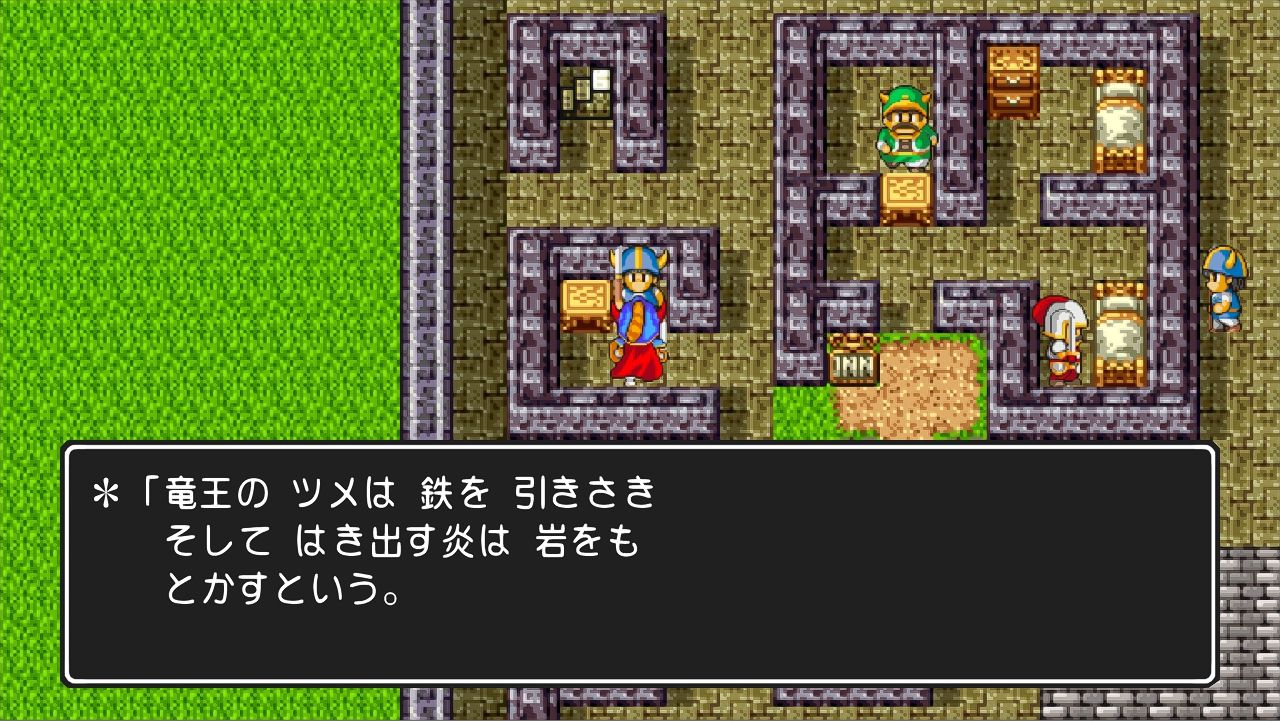 INN
＊「竜王の ツメは 鉄を 引きさき
そして はき出す炎は 岩をも
とかすという。